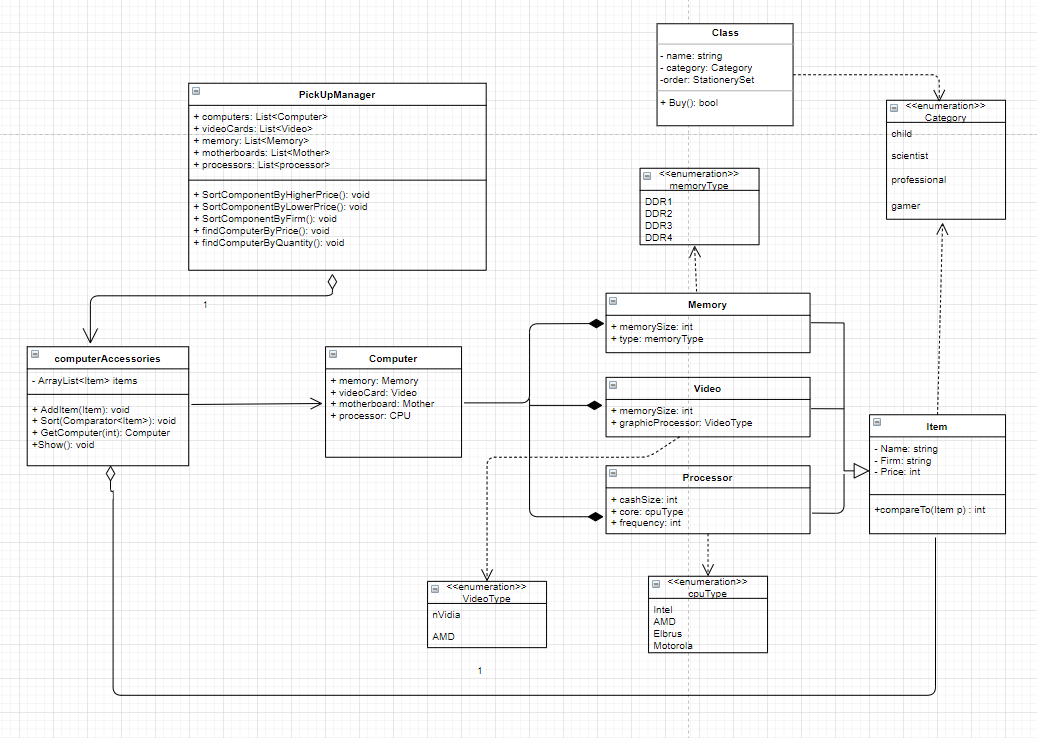 Class
- name: string
- category: Category
-order: StationerySet
+ Buy(): bool
PickUpManager
+ computers: List<Computer>
+ videoCards: List<Video>
+ memory: List<Memory>
+ motherboards: List<Mother>
+ processors: List<processor>
+ SortComponentByHigherPrice(): void
+ SortComponentByLowerPrice(): void
+ SortComponentByFirm(): void
+ findComputerByPrice(): void
+ findComputerByQuantity(): void
<<enumeration>>
Category
child
scientist
professional
gamer
<<enumeration>>
memoryType
DDR1
DDR2
DDR3
DDR4
1
computerAccessories
- ArrayList<Item> items
+ AddItem(Item): void
+ Sort(Comparator<Item>): void
+ GetComputer(int): Computer
+Show(): void
Computer
+ memory: Memory
+ videoCard: Video
+ motherboard: Mother
+ processor: CPU
Memory
+ memorySize: int
+ type: memoryType
Video
+ memorySize: int
+ graphicProcessor: VideoType
Processor
+ cashSize: int
+ core: cpuType
+ frequency: int
Item
- Name: string
- Firm: string
- Price: int
+compareTo(Item p) : int
<<enumeration>>
VideoType
nVidia
AMD
<<enumeration>>
cpuType
Intel
AMD
Elbrus
Motorola
1